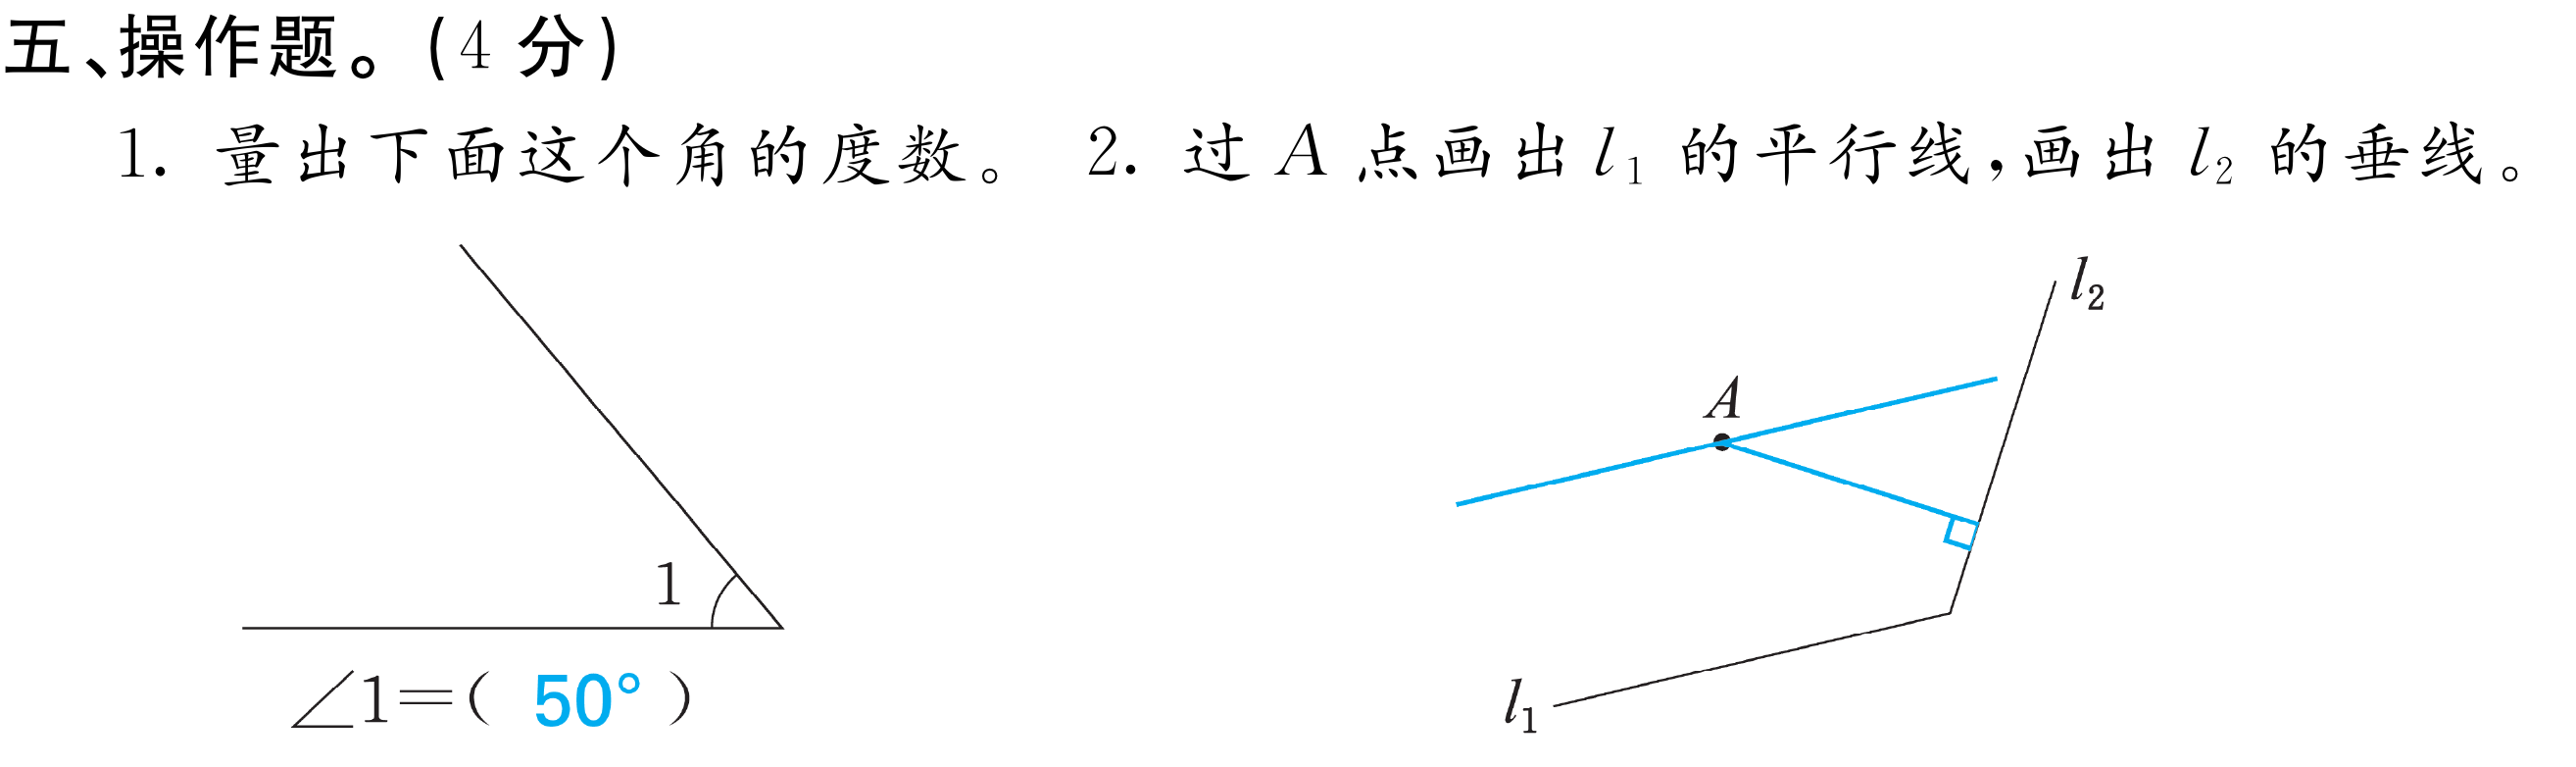 五、操作题。(4 分)
1. 量出下面这个角的度数。 2. 过 A 点画出 l₁ 的平行线,画出 l₂ 的垂线。
l₂
A
1
∠1=( 50° )
l₁